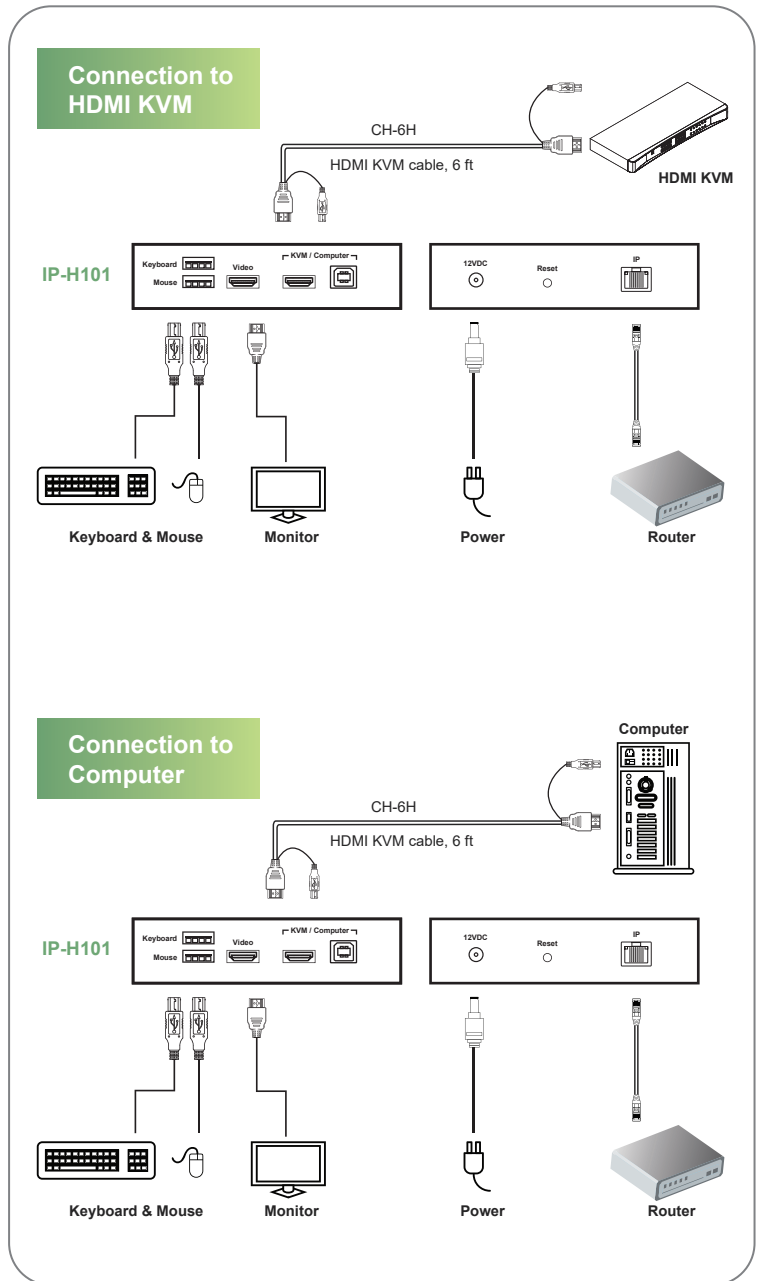 Connection to
HDMI KVM
CH-6H
HDMI KVM cable, 6 ft
HDMI KVM
IP-H101
Keyboard
Mouse
Video
KVM / Computer
12VDC
Reset
IP
Keyboard & Mouse
Monitor
Power
Router
Connection to
Computer
Computer
CH-6H
HDMI KVM cable, 6 ft
IP-H101
Keyboard
Mouse
Video
KVM / Computer
12VDC
Reset
IP
Keyboard & Mouse
Monitor
Power
Router